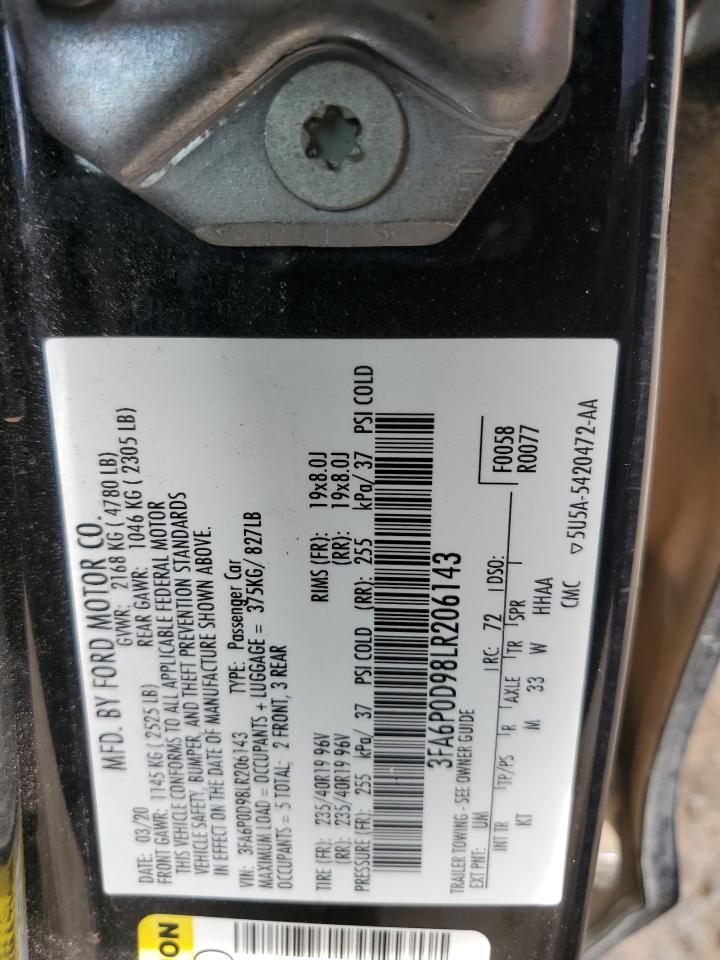 MFD. BY FORD MOTOR CO.
DATE: 03/20 GVWR: 2168 KG ( 4780 LB)
FRONT GAWR: 1145 KG ( 2525 LB) REAR GAWR: 1046 KG ( 2305 LB)
THIS VEHICLE CONFORMS TO ALL APPLICABLE FEDERAL MOTOR
VEHICLE SAFETY, BUMPER, AND THEFT PREVENTION STANDARDS
IN EFFECT ON THE DATE OF MANUFACTURE SHOWN ABOVE.
VIN: 3FA6P0D98LR206143 TYPE: Passenger Car
MAXIMUM LOAD = OCCUPANTS + LUGGAGE = 375KG/ 827LB
OCCUPANTS = 5 TOTAL; 2 FRONT, 3 REAR
TIRE (FR): 235/40R19 96V RIMS (FR): 19x8.0J
(RR): 235/40R19 96V (RR): 19x8.0J
PRESSURE (FR): 255 kPa/ 37 PSI COLD (RR): 255 kPa/ 37 PSI COLD
3FA6P0D98LR206143
TRAILER TOWING - SEE OWNER GUIDE F0058
EXT PNT: UM RC: 72 DSO: R0077
INT TR TP/PS R AXLE TR SPR
KT M 33 W HHAA
CMC ▽5U5A-5420472-AA